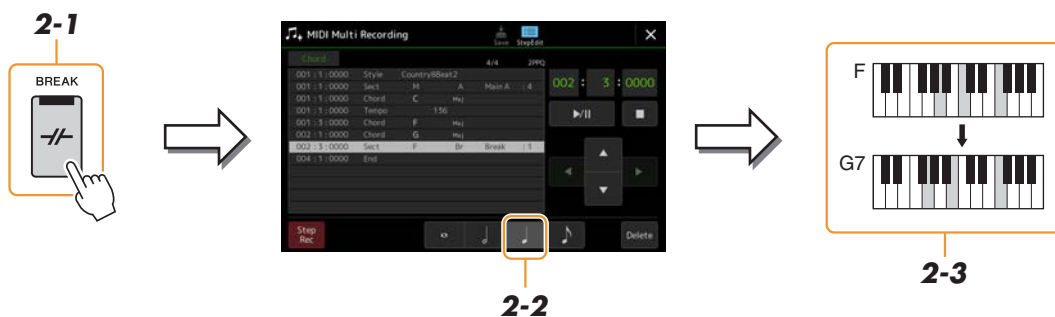 2-1
BREAK
MIDI Multi Recording
Save
StepEdit
Chord
4/4 2PPQ
001 : 1 : 0000 Style Country8Beat2
001 : 1 : 0000 Sect M A Main A : 4
001 : 1 : 0000 Chord C Maj
001 : 1 : 0000 Tempo 136
001 : 3 : 0000 Chord F Maj
002 : 1 : 0000 Chord G Maj
002 : 3 : 0000 Sect F Br Break : 1
004 : 1 : 0000 End
002 : 3 : 0000
Step
Rec
Delete
2-2
F
G7
2-3